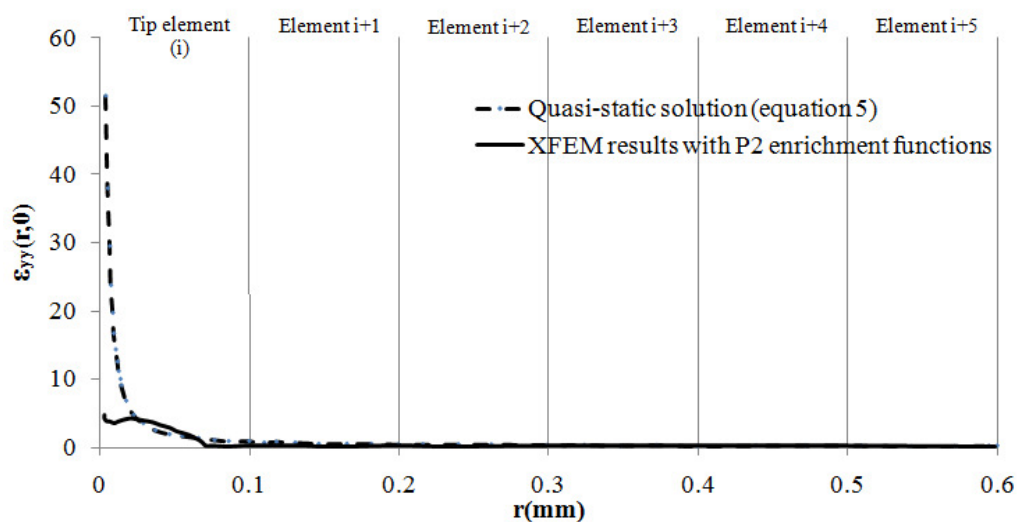 Tip element
(i)
Element i+1
Element i+2
Element i+3
Element i+4
Element i+5
60
50
40
30
20
10
0
εyy(r,0)
Quasi-static solution (equation 5)
XFEM results with P2 enrichment functions
0
0.1
0.2
0.3
0.4
0.5
0.6
r(mm)